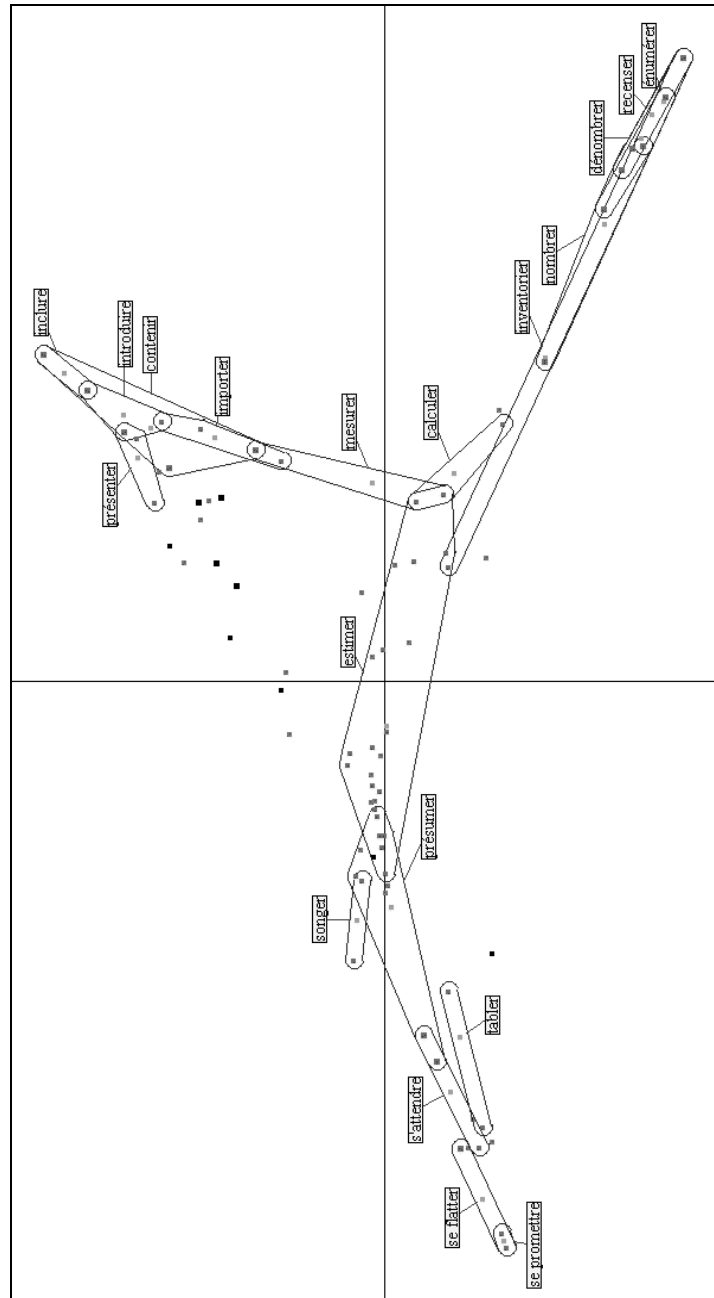 inclure
introduire
contenir
importer
présenter
mesurer
calculer
inventorier
nombrer
dénombrer
recenser
énumérer
estimer
présumer
songer
tabler
s'attendre
se flatter
se promettre